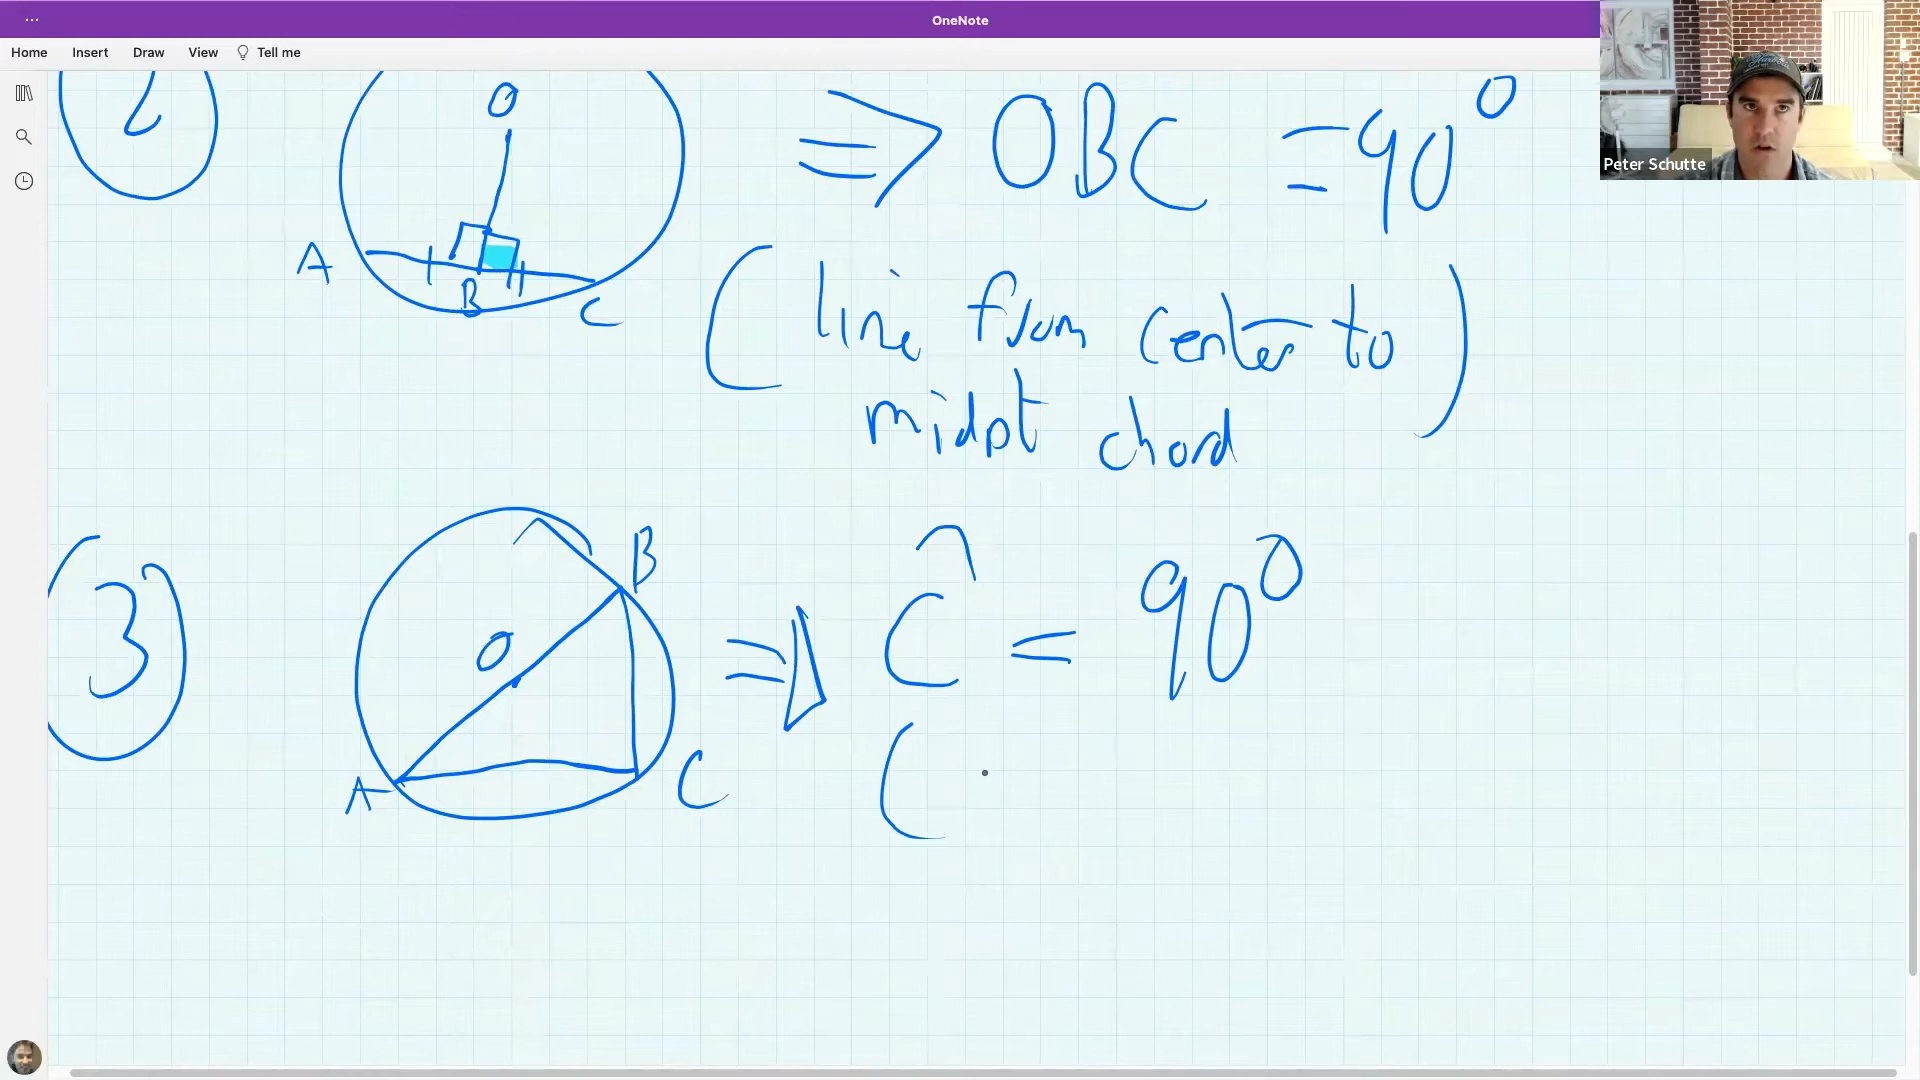 OneNote
Home Insert Draw View Tell me
Peter Schutte
2
O
A
B
C
=> OBC = 90°
(line from center to
midpt chord)
3
B
O
A
C
=> Ĉ = 90°
(